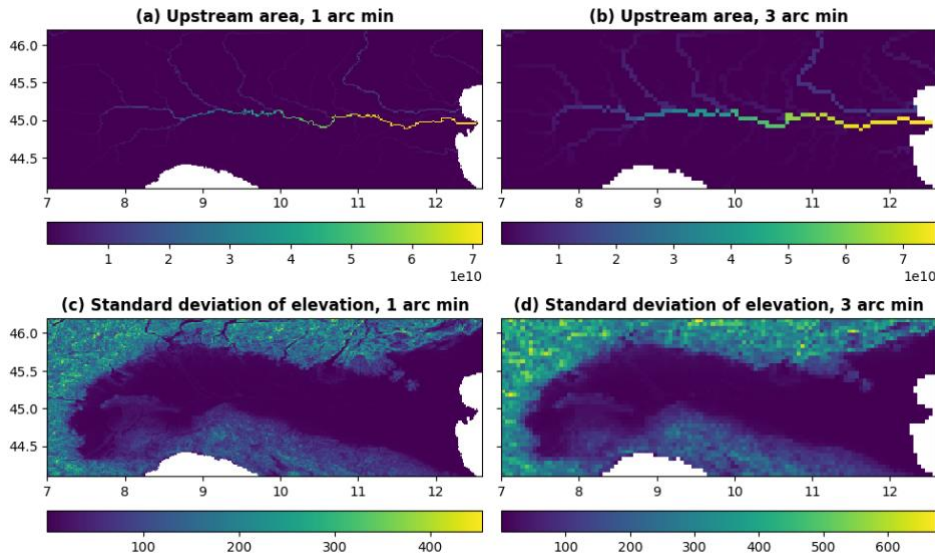 (a) Upstream area, 1 arc min
(b) Upstream area, 3 arc min
46.0
45.5
45.0
44.5
7 8 9 10 11 12
7 8 9 10 11 12
1 2 3 4 5 6 7
1e10
1 2 3 4 5 6 7
1e10
(c) Standard deviation of elevation, 1 arc min
(d) Standard deviation of elevation, 3 arc min
46.0
45.5
45.0
44.5
7 8 9 10 11 12
7 8 9 10 11 12
100 200 300 400
100 200 300 400 500 600